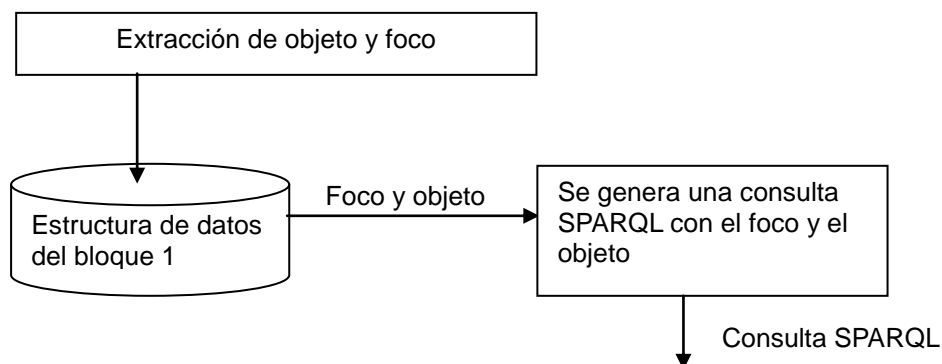 Extracción de objeto y foco
Estructura de datos
del bloque 1
Foco y objeto
Se genera una consulta
SPARQL con el foco y el
objeto
Consulta SPARQL